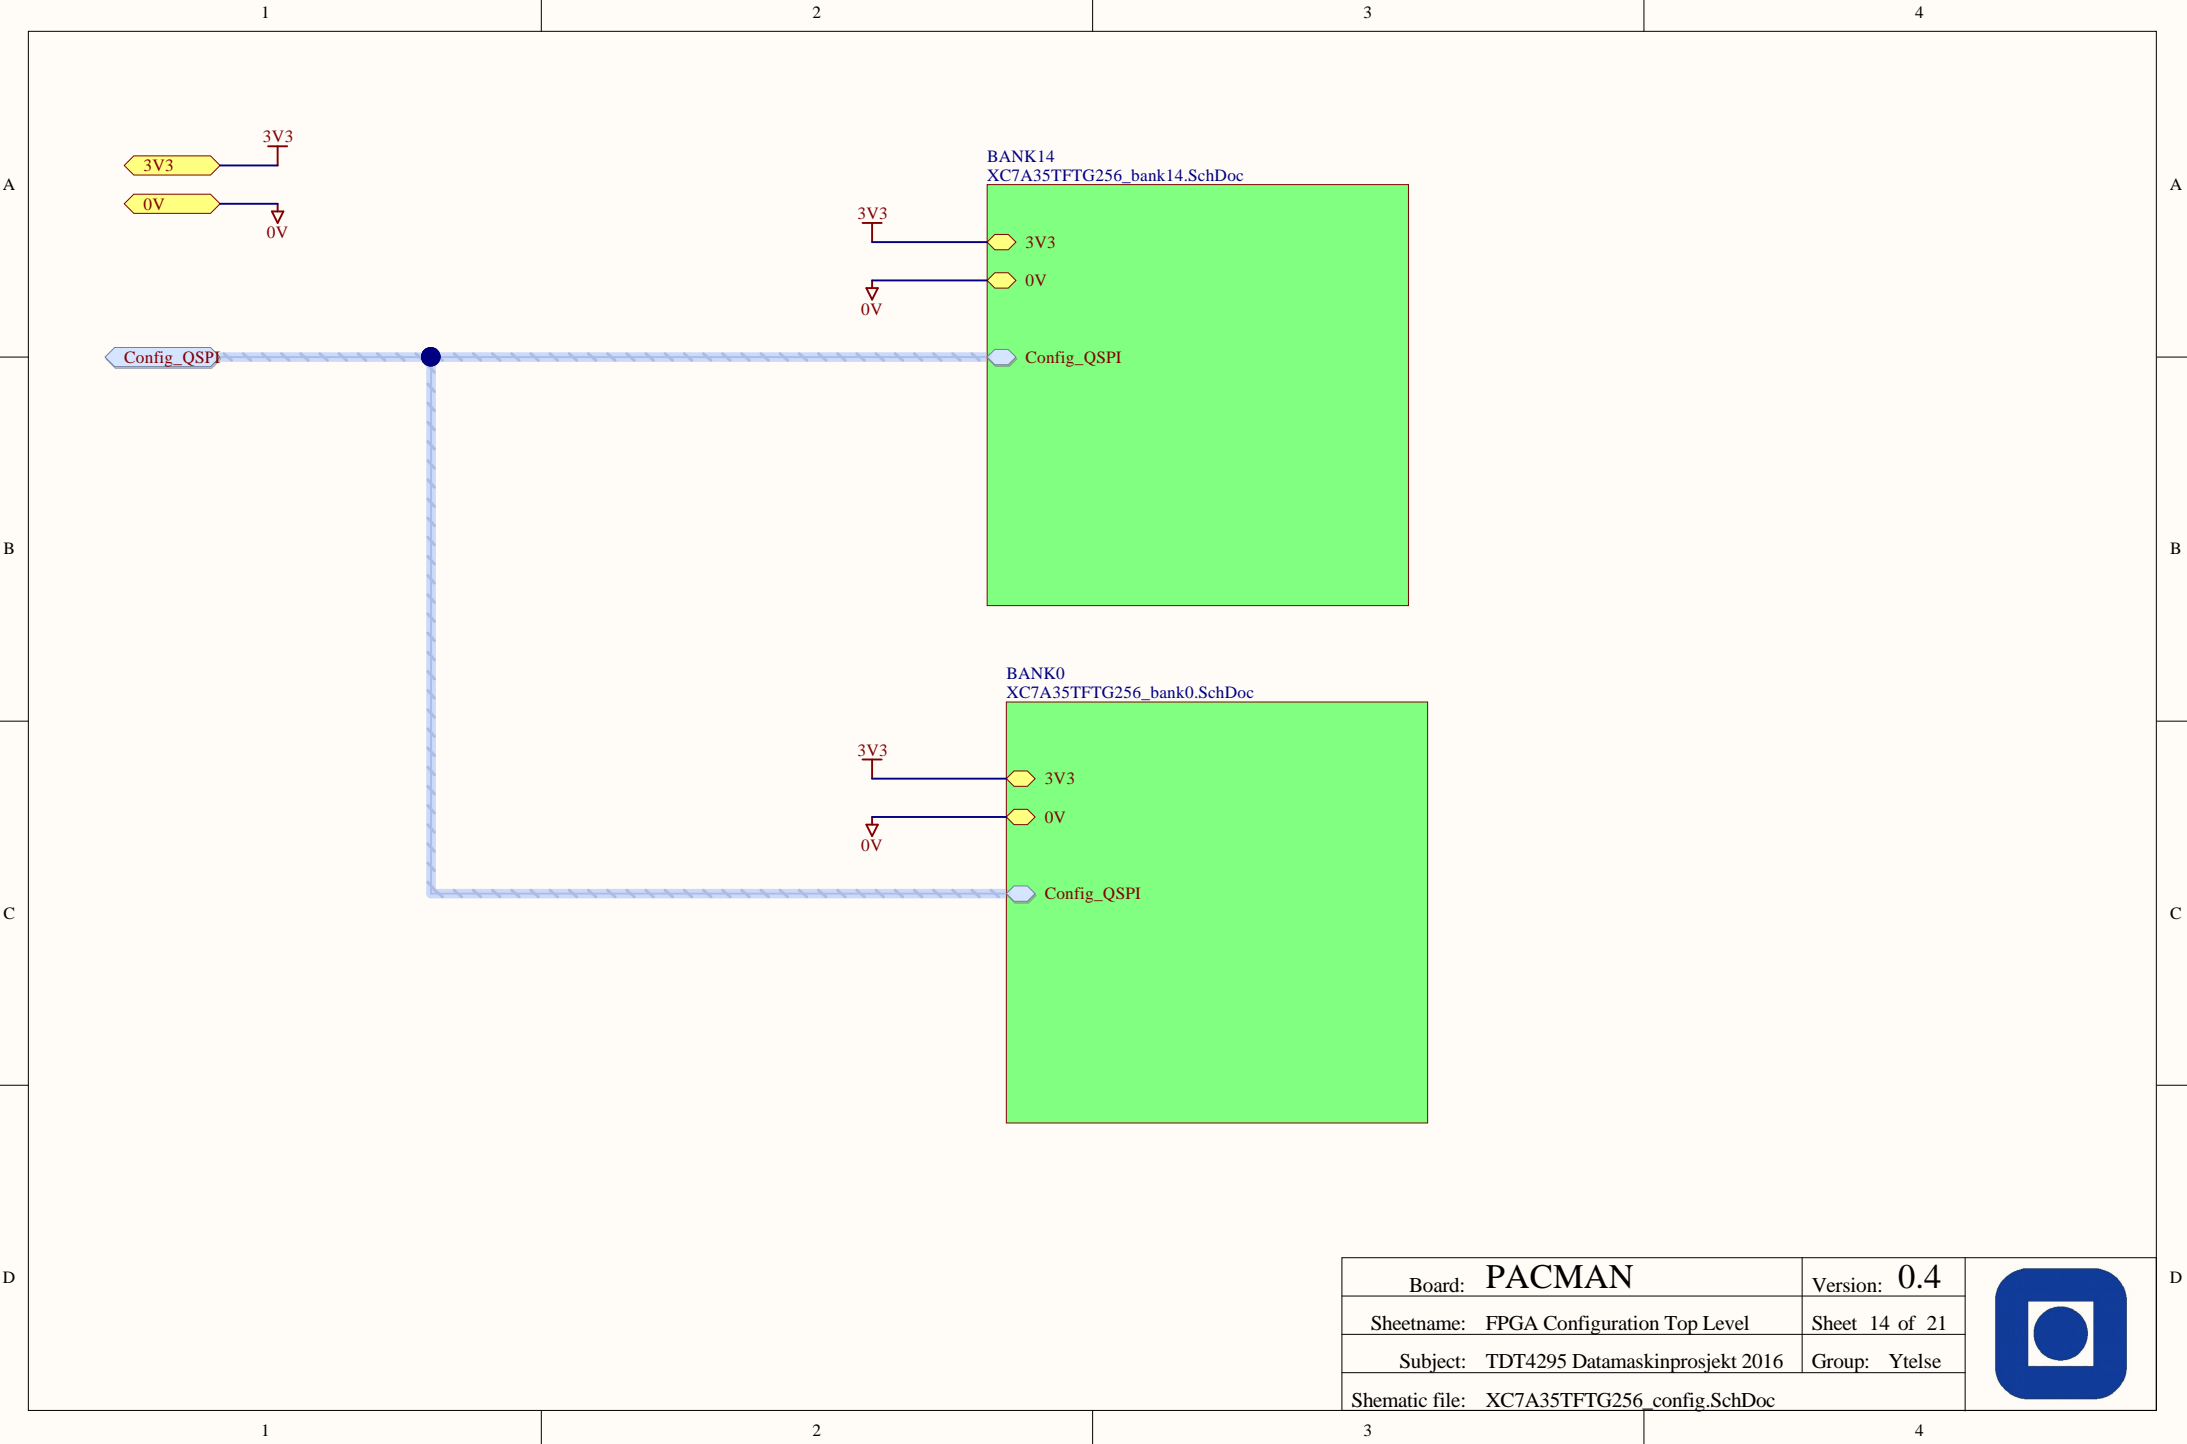 1 2 3 4
3V3
3V3
0V
0V
A
A
BANK14
XC7A35TFTG256_bank14.SchDoc
3V3
3V3
0V
0V
Config_QSPI
Config_QSPI
B
B
BANK0
XC7A35TFTG256_bank0.SchDoc
3V3
3V3
0V
0V
Config_QSPI
C
C
D
D
Board: PACMAN Version: 0.4
Sheetname: FPGA Configuration Top Level Sheet 14 of 21
Subject: TDT4295 Datamaskinprosjekt 2016 Group: Ytelse
Shematic file: XC7A35TFTG256_config.SchDoc
1 2 3 4